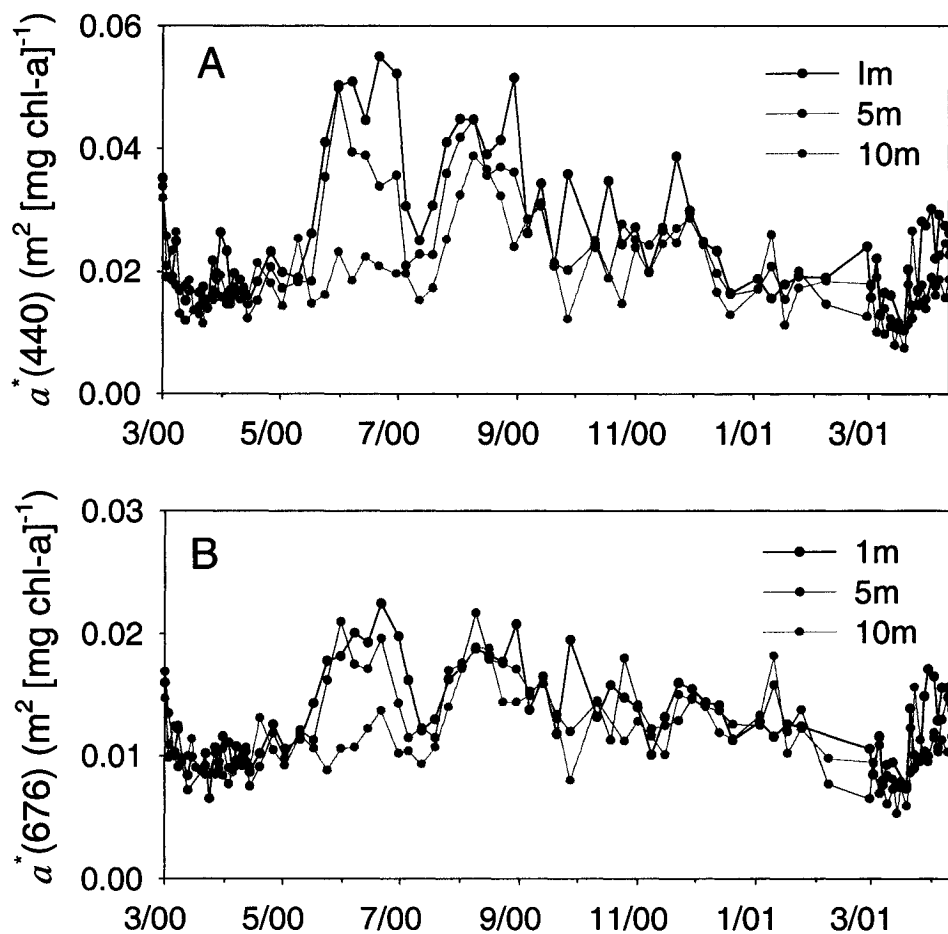 0.06
A
lm
5m
10m
0.04
0.02
0.00
a*(440) (m² [mg chl-a]⁻¹)
3/00 5/00 7/00 9/00 11/00 1/01 3/01
0.03
B
1m
5m
10m
0.02
0.01
0.00
a*(676) (m² [mg chl-a]⁻¹)
3/00 5/00 7/00 9/00 11/00 1/01 3/01